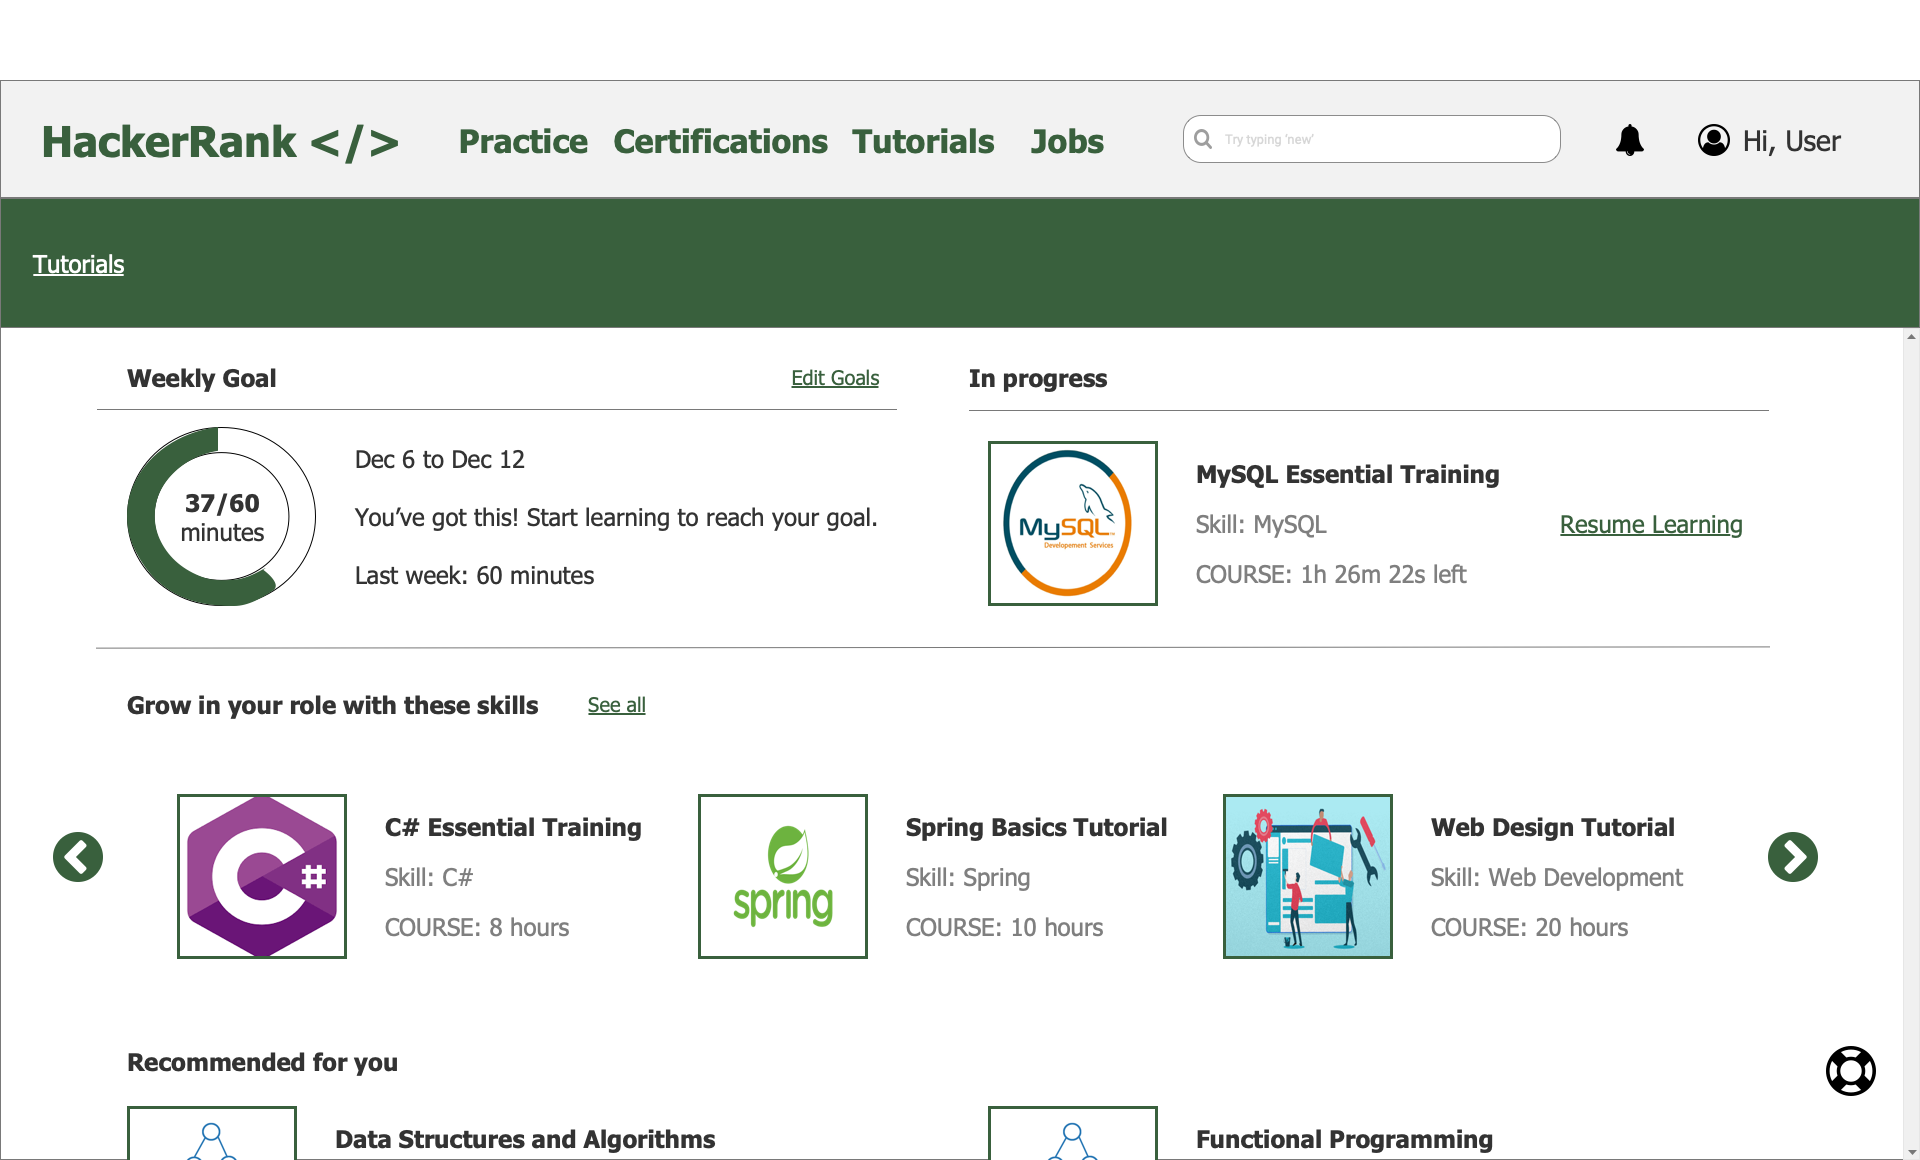 HackerRank </> Practice Certifications Tutorials Jobs Try typing 'new' Hi, User
Tutorials
Weekly Goal Edit Goals
37/60
minutes
Dec 6 to Dec 12
You’ve got this! Start learning to reach your goal.
Last week: 60 minutes
In progress
MySQL
Developement Services
MySQL Essential Training
Skill: MySQL
COURSE: 1h 26m 22s left
Resume Learning
Grow in your role with these skills See all
C#
C# Essential Training
Skill: C#
COURSE: 8 hours
spring
Spring Basics Tutorial
Skill: Spring
COURSE: 10 hours
Web Design Tutorial
Skill: Web Development
COURSE: 20 hours
Recommended for you
Data Structures and Algorithms
Functional Programming